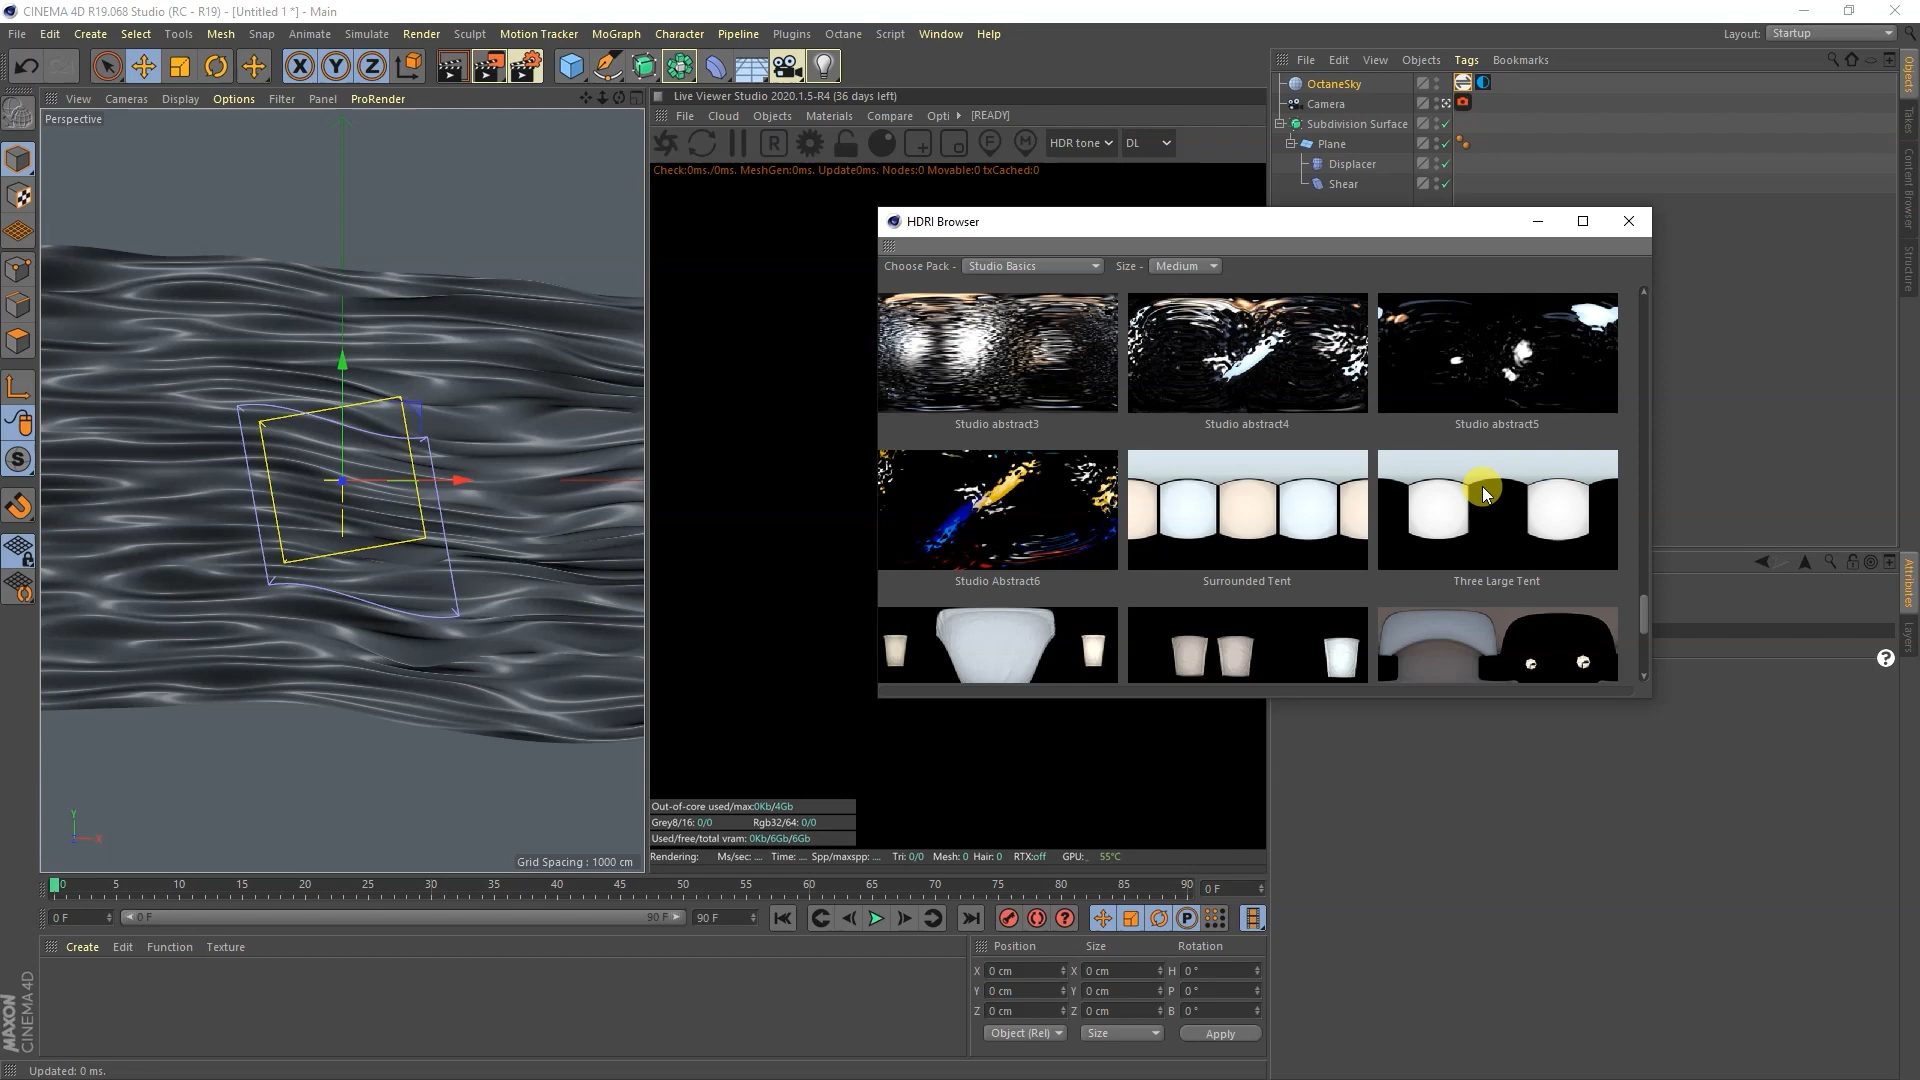 CINEMA 4D R19.068 Studio (RC - R19) - [Untitled 1 *] - Main
File Edit Create Select Tools Mesh Snap Animate Simulate Render Sculpt Motion Tracker MoGraph Character Pipeline Plugins Octane Script Window Help
Layout: Startup
View Cameras Display Options Filter Panel ProRender
Perspective
Grid Spacing : 1000 cm
Y
X
Live Viewer Studio 2020.1.5-R4 (36 days left)
File Cloud Objects Materials Compare Opti [READY]
HDR tone DL
Check:0ms./0ms. MeshGen:0ms. Update0ms. Nodes:0 Movable:0 txCached:0
Out-of-core used/max:0Kb/4Gb
Grey8/16: 0/0 Rgb32/64: 0/0
Used/free/total vram: 0Kb/6Gb/6Gb
Rendering: Ms/sec: .... Time: .... Spp/maxspp: .... Tri: 0/0 Mesh: 0 Hair: 0 RTX:off GPU: 55°C
File Edit View Objects Tags Bookmarks
OctaneSky
Camera
Subdivision Surface
Plane
Displacer
Shear
Objects
Takes
Content Browser
Structure
Attributes
Layers
HDRI Browser
Choose Pack - Studio Basics Size - Medium
Studio abstract3 Studio abstract4 Studio abstract5
Studio Abstract6 Surrounded Tent Three Large Tent
0 5 10 15 20 25 30 35 40 45 50 55 60 65 70 75 80 85 90 0 F
0 F 0 F 90 F 90 F
Create Edit Function Texture
Position Size Rotation
X 0 cm X 0 cm H 0 °
Y 0 cm Y 0 cm P 0 °
Z 0 cm Z 0 cm B 0 °
Object (Rel) Size Apply
MAXON
CINEMA 4D
Updated: 0 ms.